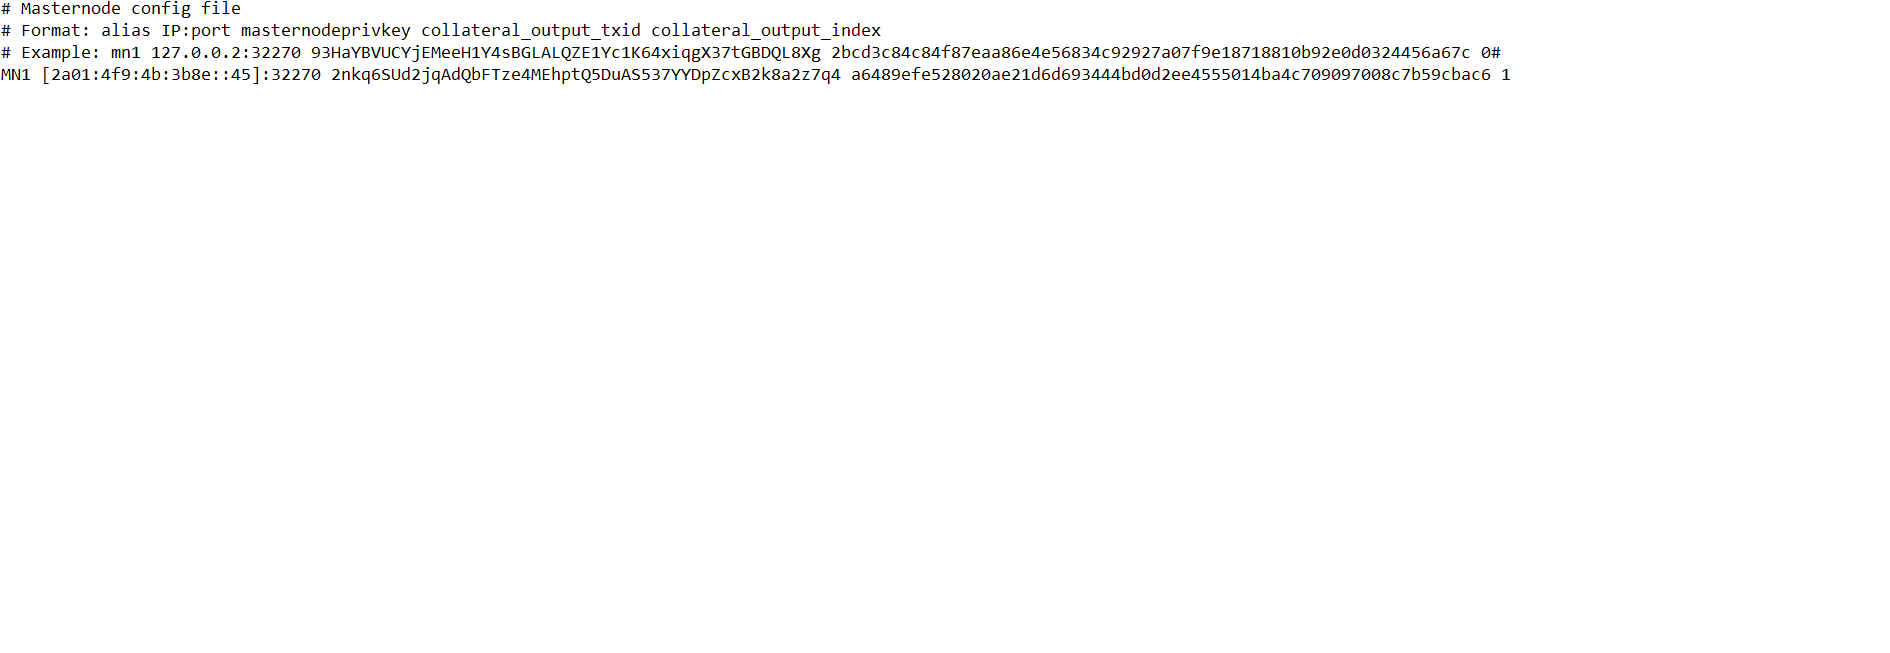 # Masternode config file
# Format: alias IP:port masternodeprivkey collateral_output_txid collateral_output_index
# Example: mn1 127.0.0.2:32270 93HaYBVUCYjEMeeH1Y4sBGLALQZE1Yc1K64xiqgX37tGBDQL8Xg 2bcd3c84c84f87eaa86e4e56834c92927a07f9e18718810b92e0d0324456a67c 0#
MN1 [2a01:4f9:4b:3b8e::45]:32270 2nkq6SUd2jqAdQbFTze4MEhptQ5DuAS537YYDpZcxB2k8a2z7q4 a6489efe528020ae21d6d693444bd0d2ee4555014ba4c709097008c7b59cbac6 1